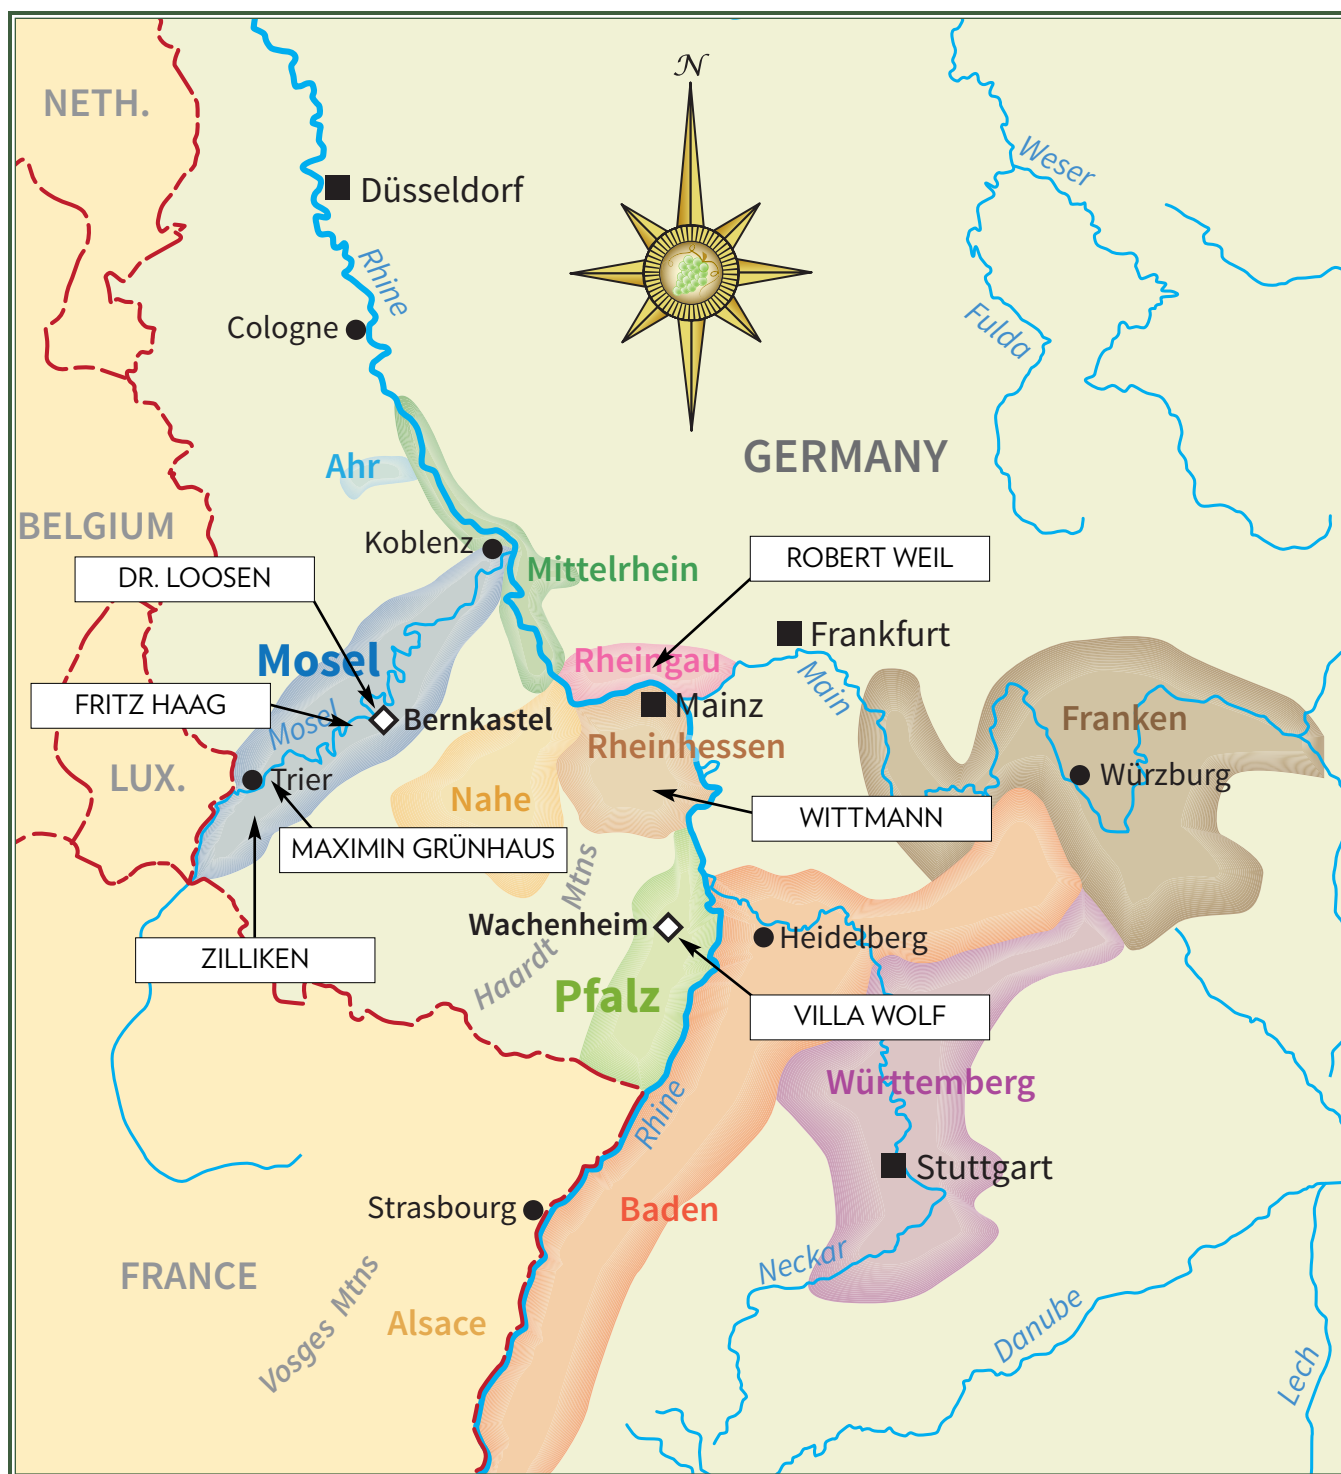 N
NETH.
Weser
Düsseldorf
Rhine
Cologne
Fulda
GERMANY
Ahr
BELGIUM
Koblenz
DR. LOOSEN
Mittelrhein
ROBERT WEIL
Frankfurt
Mosel
Rheingau
Main
FRITZ HAAG
Mosel
Bernkastel
Mainz
Franken
Rheinhessen
LUX.
Trier
Würzburg
Nahe
WITTMANN
MAXIMIN GRÜNHAUS
Haardt Mtns
Wachenheim
Heidelberg
ZILLIKEN
Pfalz
VILLA WOLF
Württemberg
Rhine
Stuttgart
Strasbourg
Baden
Neckar
FRANCE
Vosges Mtns
Alsace
Danube
Lech